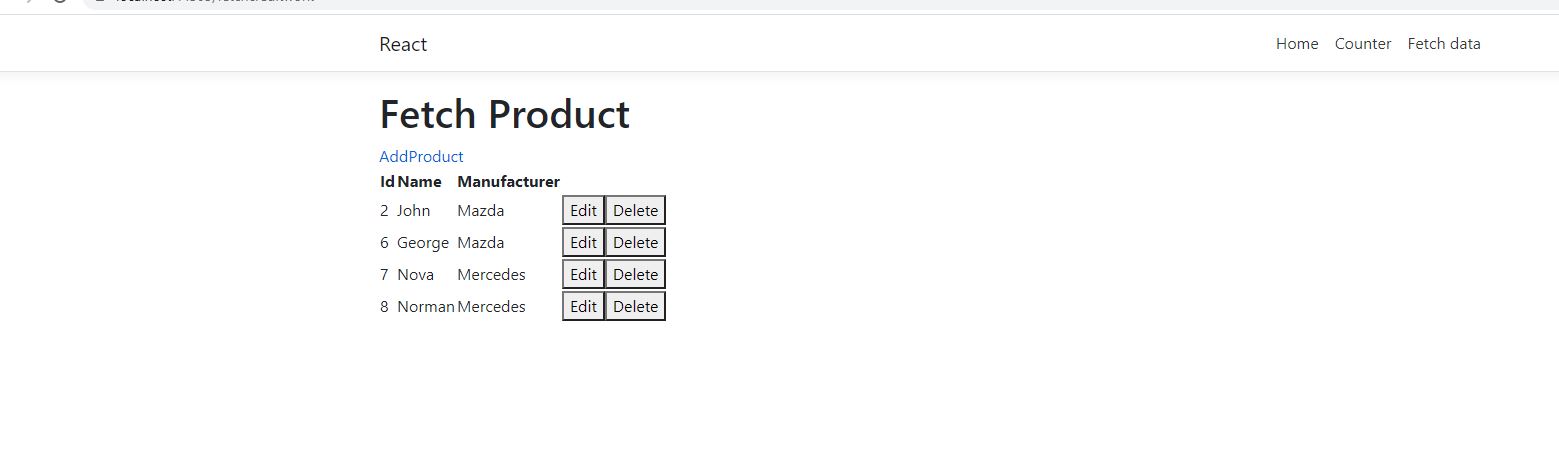 React Home Counter Fetch data
Fetch Product
AddProduct
Id Name Manufacturer
2 John Mazda Edit Delete
6 George Mazda Edit Delete
7 Nova Mercedes Edit Delete
8 Norman Mercedes Edit Delete